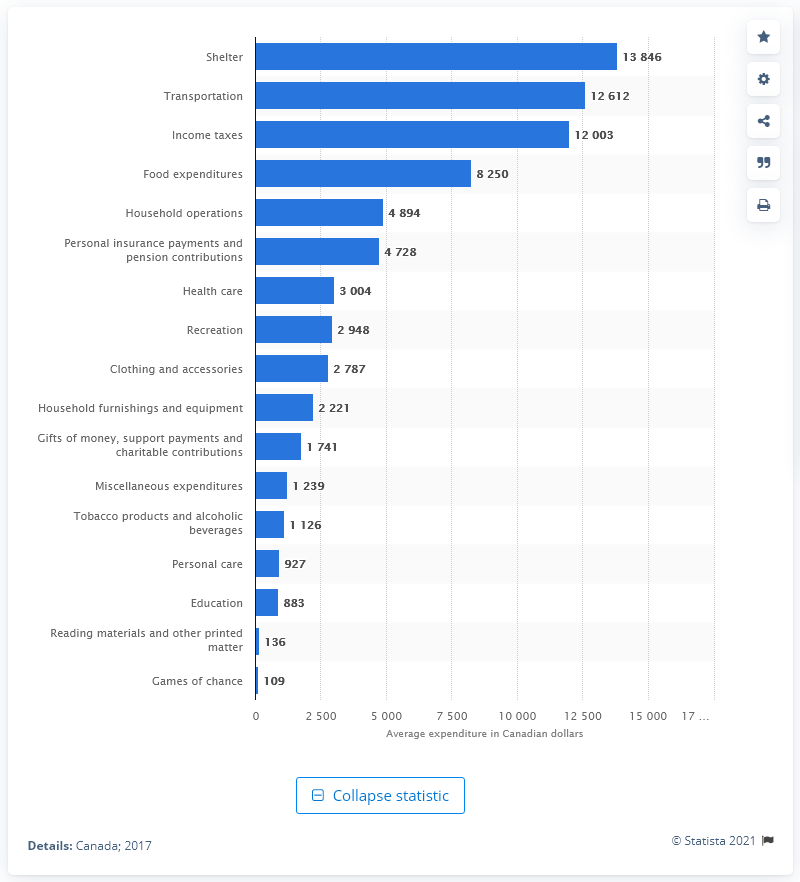 Shelter 13 846
Transportation 12 612
Income taxes 12 003
Food expenditures 8 250
Household operations 4 894
Personal insurance payments and
pension contributions 4 728
Health care 3 004
Recreation 2 948
Clothing and accessories 2 787
Household furnishings and equipment 2 221
Gifts of money, support payments and
charitable contributions 1 741
Miscellaneous expenditures 1 239
Tobacco products and alcoholic
beverages 1 126
Personal care 927
Education 883
Reading materials and other printed
matter 136
Games of chance 109
0 2 500 5 000 7 500 10 000 12 500 15 000 17 ...
Average expenditure in Canadian dollars
Collapse statistic
Details: Canada; 2017
© Statista 2021